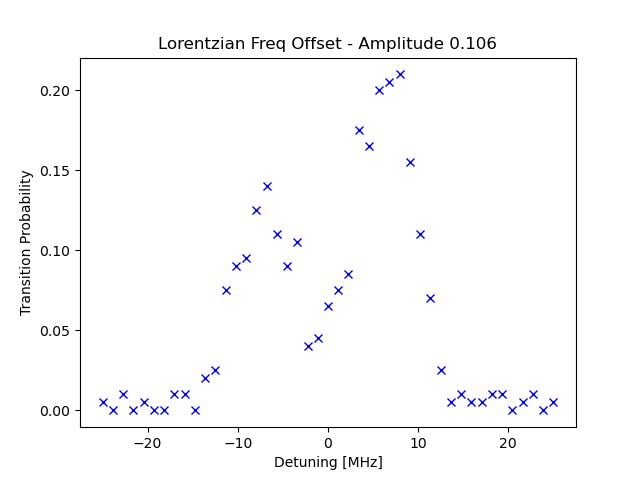 Lorentzian Freq Offset - Amplitude 0.106
Transition Probability
0.20
0.15
0.10
0.05
0.00
−20 −10 0 10 20
Detuning [MHz]